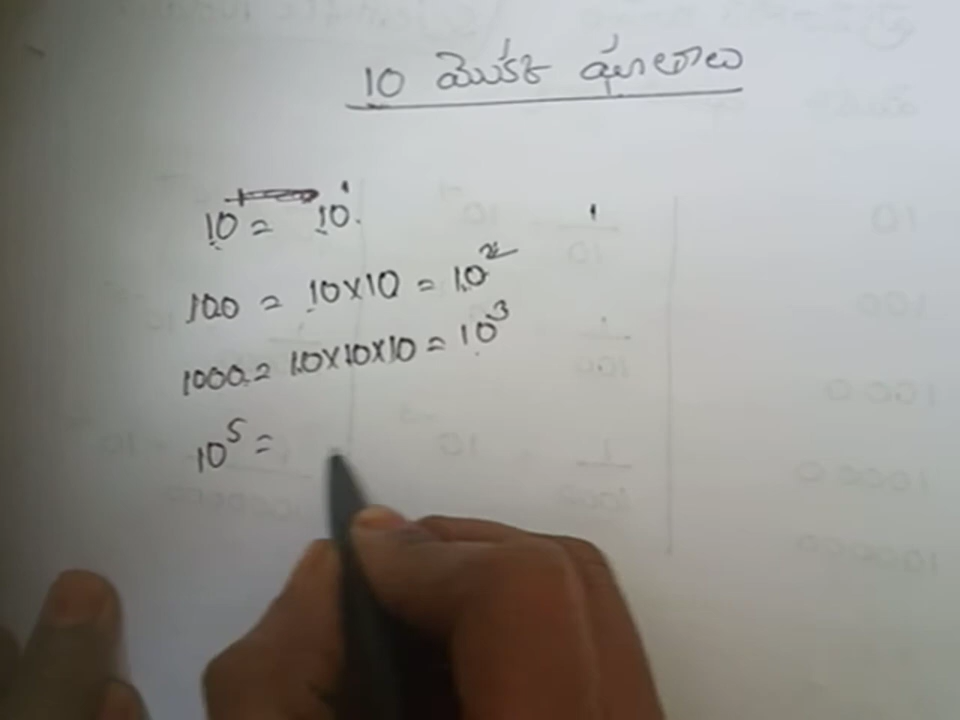 10 యొక్క ఘాతాలు
10 = 10¹
100 = 10×10 = 10²
1000 = 10×10×10 = 10³
10⁵ =